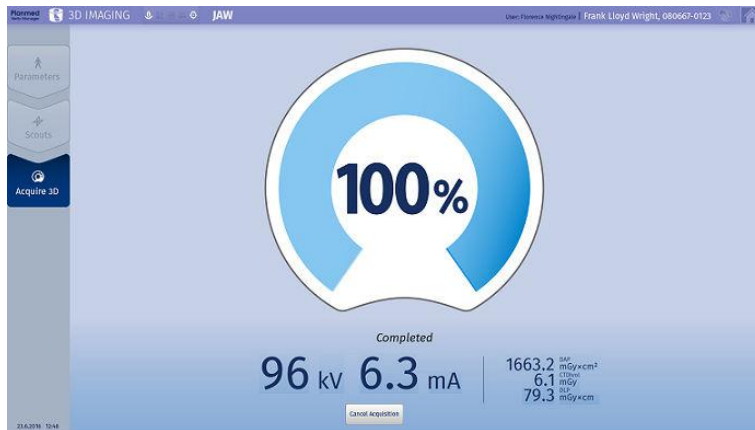 Planmed
3D IMAGING JAW User: Florence Nightingale | Frank Lloyd Wright, 080667-0123
Parameters
Scouts
Acquire 3D
100%
Completed
96 kV 6.3 mA
DAP
1663.2 mGy×cm²
CTDIvol
6.1 mGy
DLP
79.3 mGy×cm
Cancel Acquisition
23.6.2016 12:46